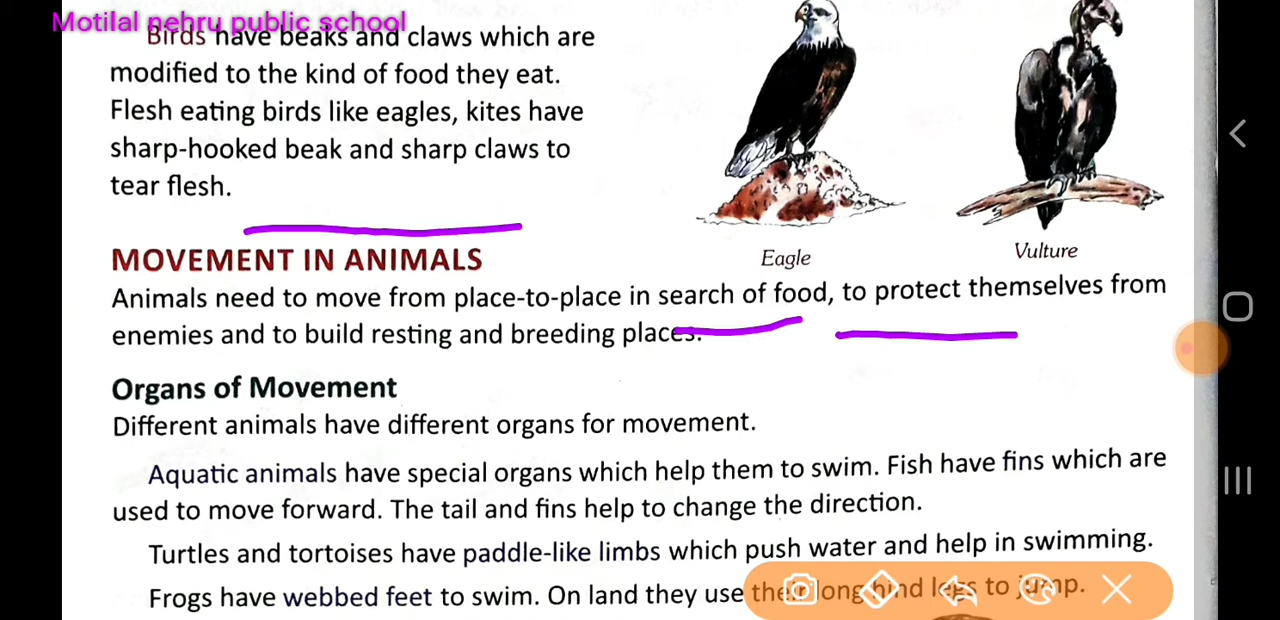 Motilal nehru public school
Birds have beaks and claws which are
modified to the kind of food they eat.
Flesh eating birds like eagles, kites have
sharp-hooked beak and sharp claws to
tear flesh.
Eagle
Vulture
MOVEMENT IN ANIMALS
Animals need to move from place-to-place in search of food, to protect themselves from
enemies and to build resting and breeding places.
Organs of Movement
Different animals have different organs for movement.
Aquatic animals have special organs which help them to swim. Fish have fins which are
used to move forward. The tail and fins help to change the direction.
Turtles and tortoises have paddle-like limbs which push water and help in swimming.
Frogs have webbed feet to swim. On land they use their long hind legs to jump.